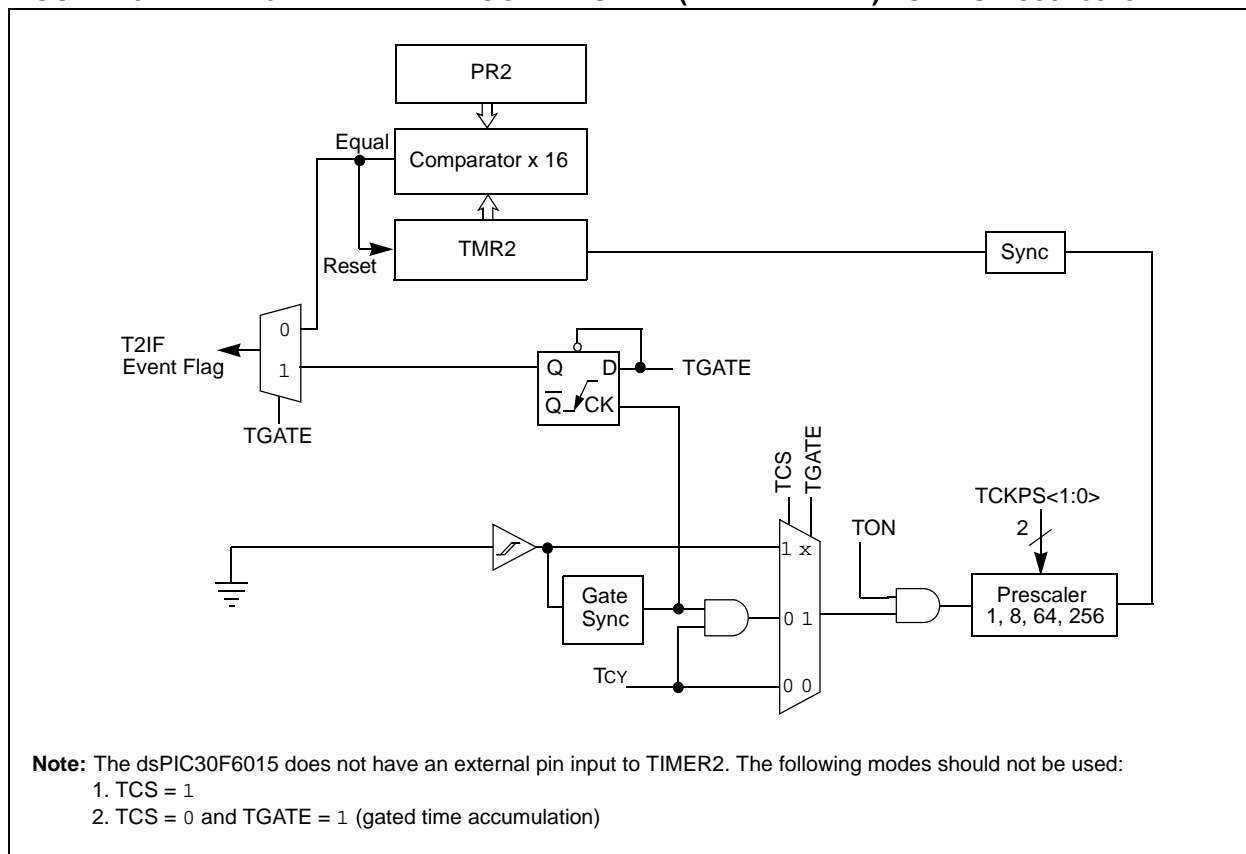 PR2
Equal
Comparator x 16
TMR2
Reset
Sync
0
1
T2IF
Event Flag
TGATE
Q
D
Q
CK
TGATE
TCS
TGATE
TCKPS<1:0>
2
TON
1 x
Gate
Sync
0 1
Prescaler
1, 8, 64, 256
TCY
0 0
Note: The dsPIC30F6015 does not have an external pin input to TIMER2. The following modes should not be used:
1. TCS = 1
2. TCS = 0 and TGATE = 1 (gated time accumulation)